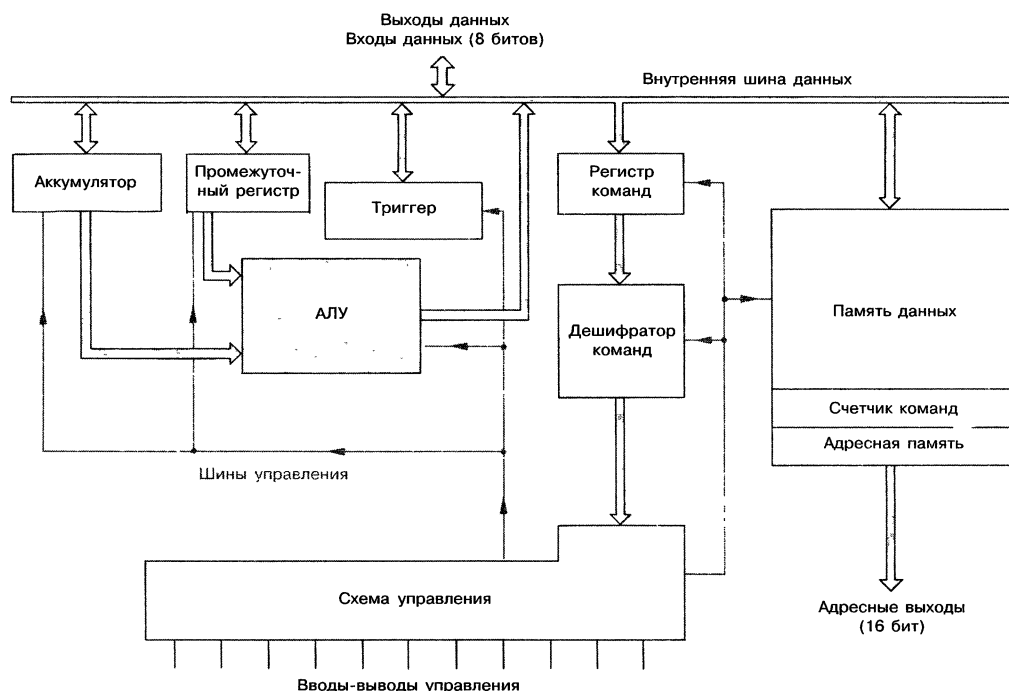 Выходы данных
Входы данных (8 битов)
Внутренняя шина данных
Аккумулятор
Промежуточ-
ный регистр
Триггер
Регистр
команд
АЛУ
Дешифратор
команд
Память данных
Счетчик команд
Адресная память
Шины управления
Схема управления
Адресные выходы
(16 бит)
Вводы-выводы управления